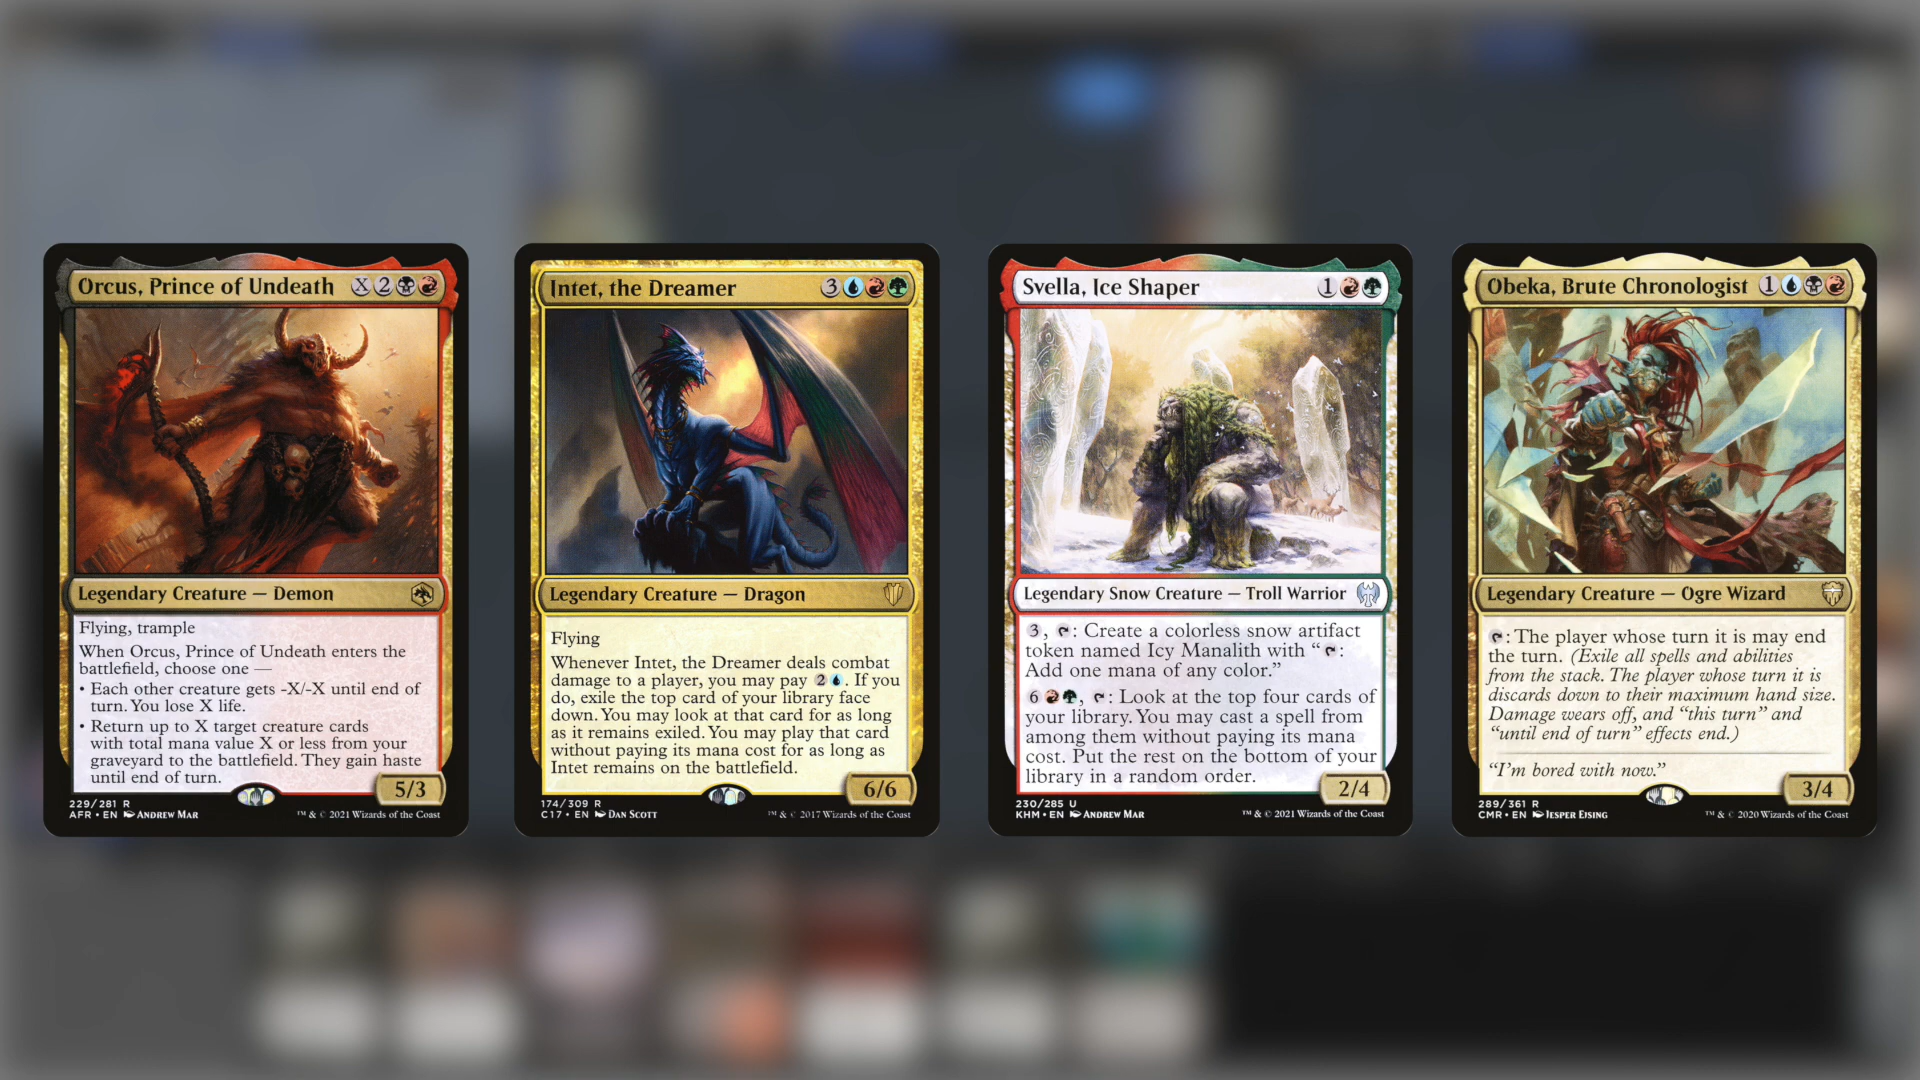 Orcus, Prince of Undeath X2
Legendary Creature — Demon
Flying, trample
When Orcus, Prince of Undeath enters the
battlefield, choose one —
• Each other creature gets -X/-X until end of
turn. You lose X life.
• Return up to X target creature cards
with total mana value X or less from your
graveyard to the battlefield. They gain haste
until end of turn.
5/3
229/281 R
AFR • EN ANDREW MAR
™ & © 2021 Wizards of the Coast
Intet, the Dreamer 3
Legendary Creature — Dragon
Flying
Whenever Intet, the Dreamer deals combat
damage to a player, you may pay 2. If you
do, exile the top card of your library face
down. You may look at that card for as long
as it remains exiled. You may play that card
without paying its mana cost for as long as
Intet remains on the battlefield.
6/6
174/309 R
C17 • EN DAN SCOTT
™ & © 2017 Wizards of the Coast
Svella, Ice Shaper 1
Legendary Snow Creature — Troll Warrior
3, : Create a colorless snow artifact
token named Icy Manalith with “:
Add one mana of any color.”
6, : Look at the top four cards of
your library. You may cast a spell from
among them without paying its mana
cost. Put the rest on the bottom of your
library in a random order.
2/4
230/285 U
KHM • EN ANDREW MAR
™ & © 2021 Wizards of the Coast
Obeka, Brute Chronologist 1
Legendary Creature — Ogre Wizard
: The player whose turn it is may end
the turn. (Exile all spells and abilities
from the stack. The player whose turn it is
discards down to their maximum hand size.
Damage wears off, and “this turn” and
“until end of turn” effects end.)
“I’m bored with now.”
3/4
289/361 R
CMR • EN JESPER EJSING
™ & © 2020 Wizards of the Coast